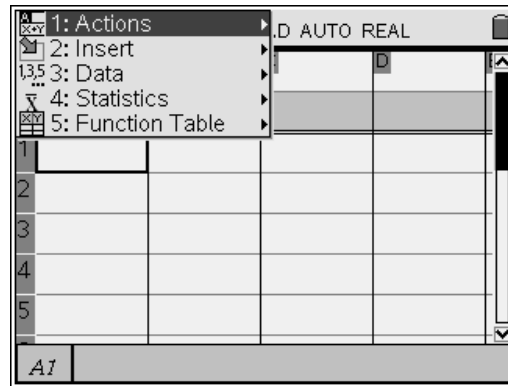 1: Actions
.D AUTO REAL
2: Insert
D
3: Data
4: Statistics
5: Function Table
1
2
3
4
5
A1